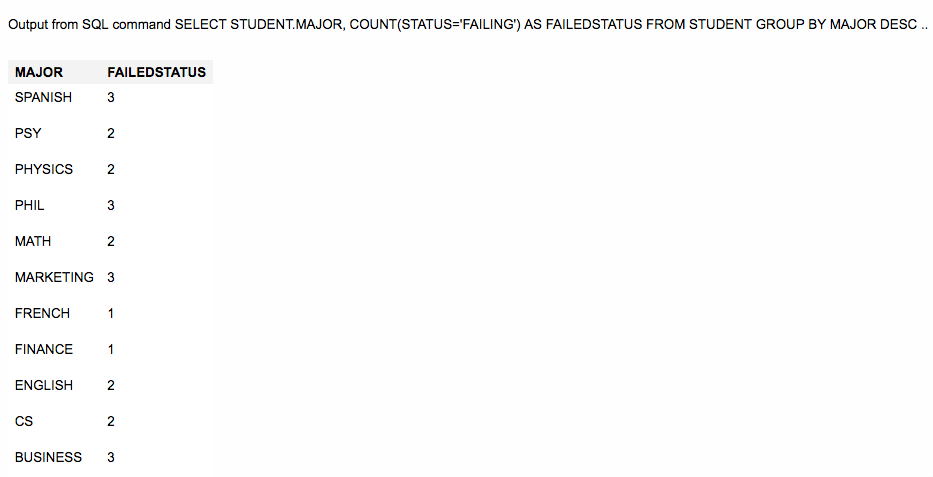 Output from SQL command SELECT STUDENT.MAJOR, COUNT(STATUS='FAILING') AS FAILEDSTATUS FROM STUDENT GROUP BY MAJOR DESC ..
MAJOR FAILEDSTATUS
SPANISH 3
PSY 2
PHYSICS 2
PHIL 3
MATH 2
MARKETING 3
FRENCH 1
FINANCE 1
ENGLISH 2
CS 2
BUSINESS 3